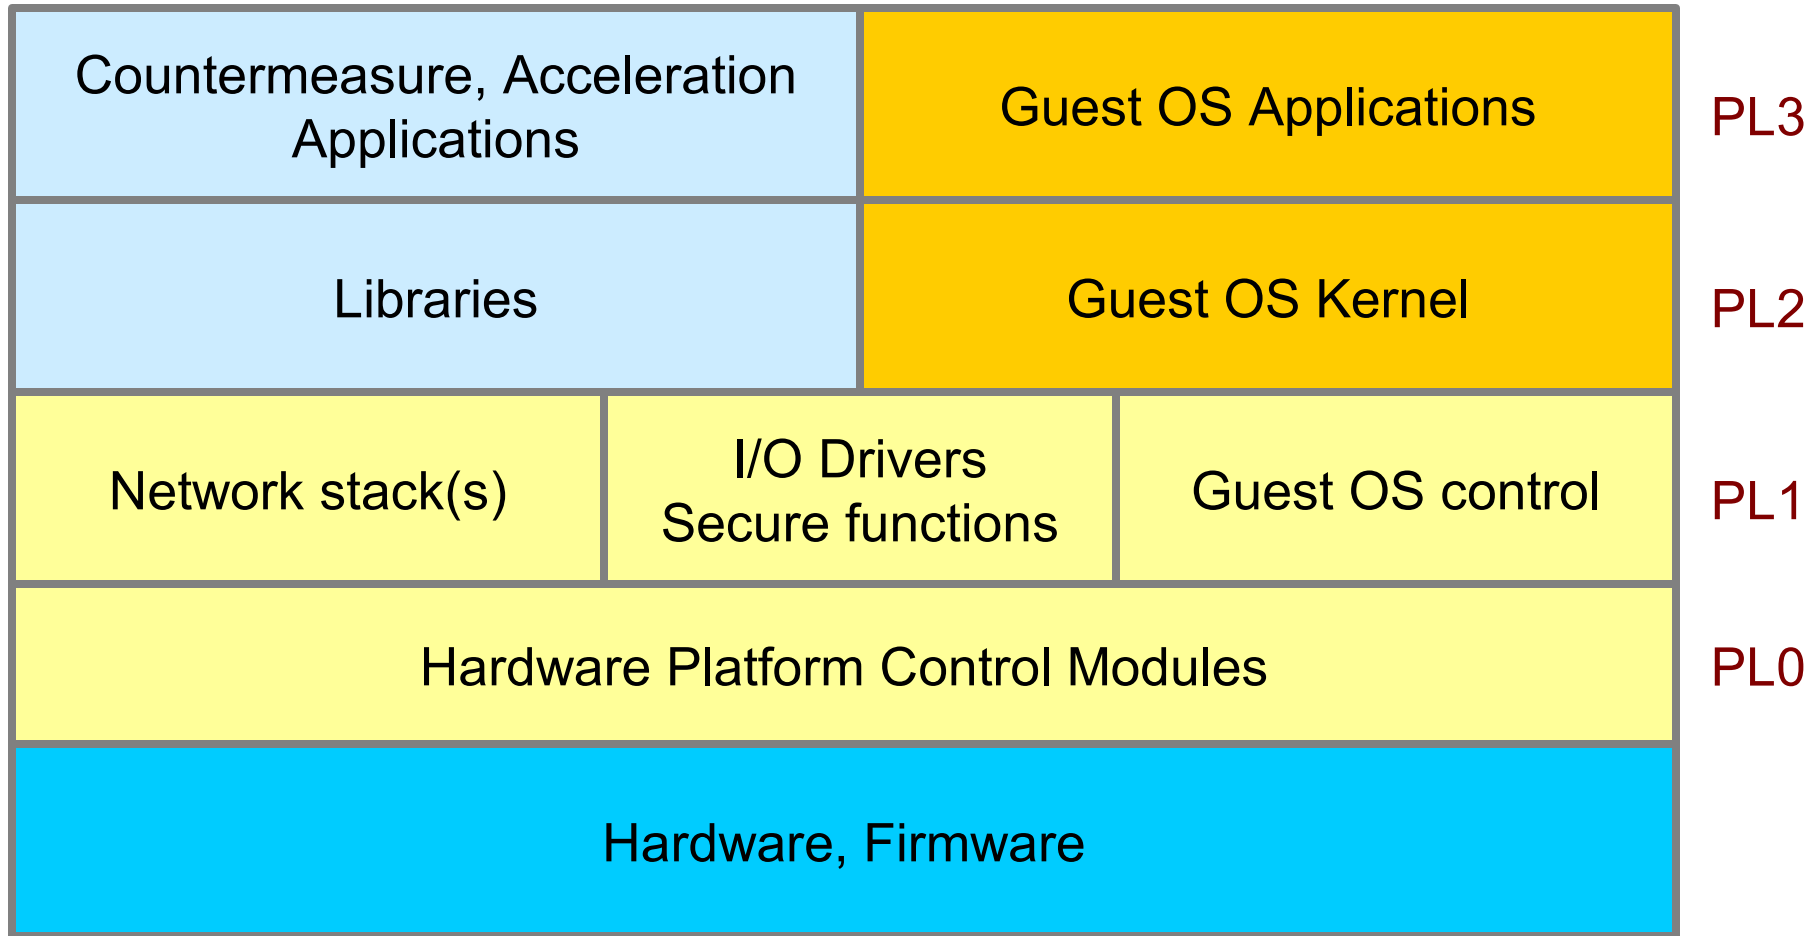 Countermeasure, Acceleration
Applications
Guest OS Applications
PL3
Libraries
Guest OS Kernel
PL2
Network stack(s)
I/O Drivers
Secure functions
Guest OS control
PL1
Hardware Platform Control Modules
PL0
Hardware, Firmware